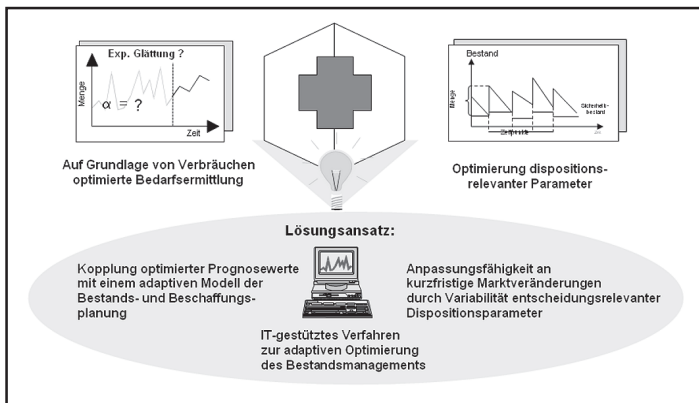 Exp. Glättung ?
Menge
α = ?
Zeit
Auf Grundlage von Verbräuchen
optimierte Bedarfsermittlung
Bestand
Menge
Sicherheits-
bestand
Zeit
Optimierung dispositions-
relevanter Parameter
Lösungsansatz:
Kopplung optimierter Prognosewerte
mit einem adaptiven Modell der
Bestands- und Beschaffungs-
planung
Anpassungsfähigkeit an
kurzfristige Marktveränderungen
durch Variabilität entscheidungsrelevanter
Dispositionsparameter
IT-gestütztes Verfahren
zur adaptiven Optimierung
des Bestandsmanagements